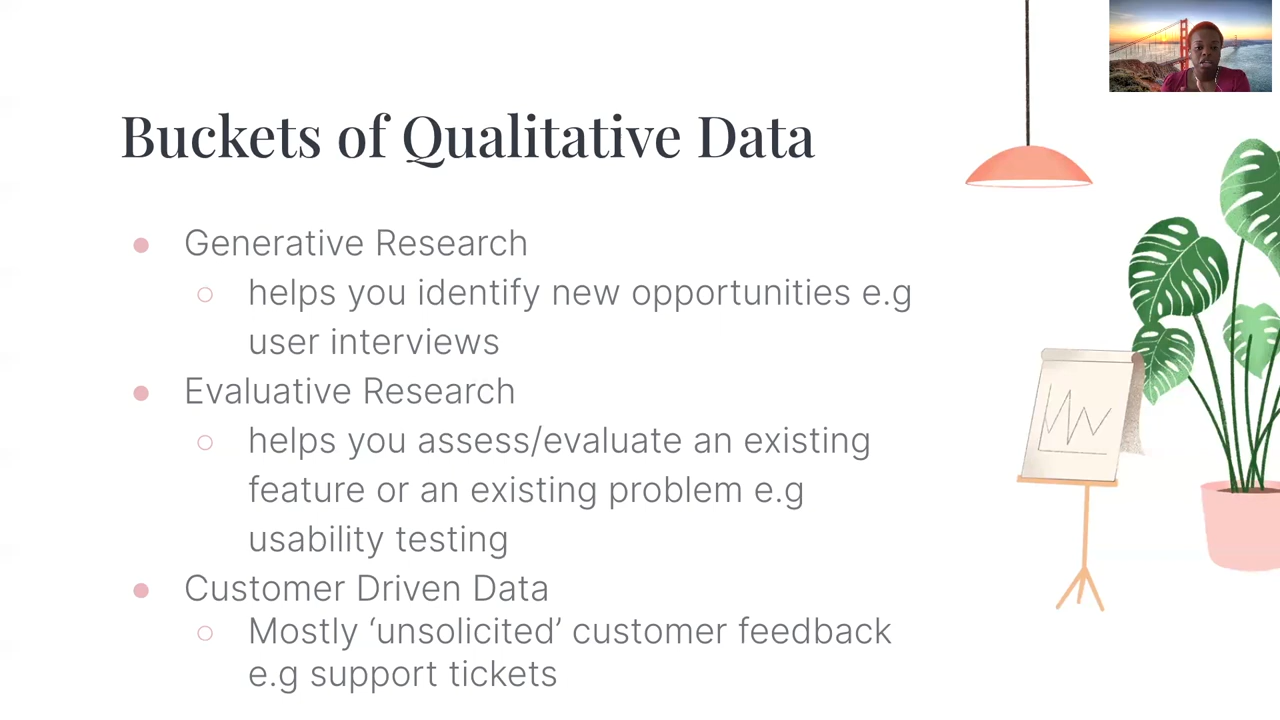 Buckets of Qualitative Data
Generative Research
helps you identify new opportunities e.g
user interviews
Evaluative Research
helps you assess/evaluate an existing
feature or an existing problem e.g
usability testing
Customer Driven Data
Mostly ‘unsolicited’ customer feedback
e.g support tickets